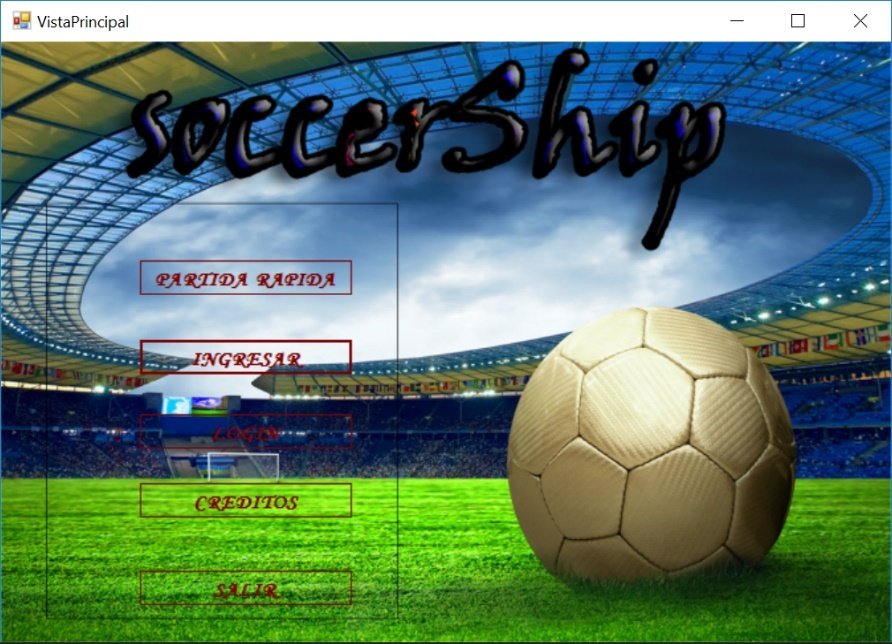 VistaPrincipal
soccerShip
PARTIDA RAPIDA
INGRESAR
LOGIN
CREDITOS
SALIR